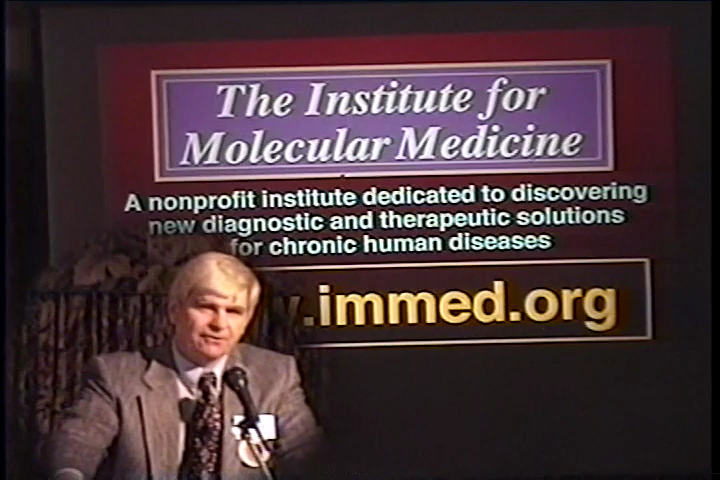 The Institute for
Molecular Medicine
A nonprofit institute dedicated to discovering
new diagnostic and therapeutic solutions
for chronic human diseases
.immed.org